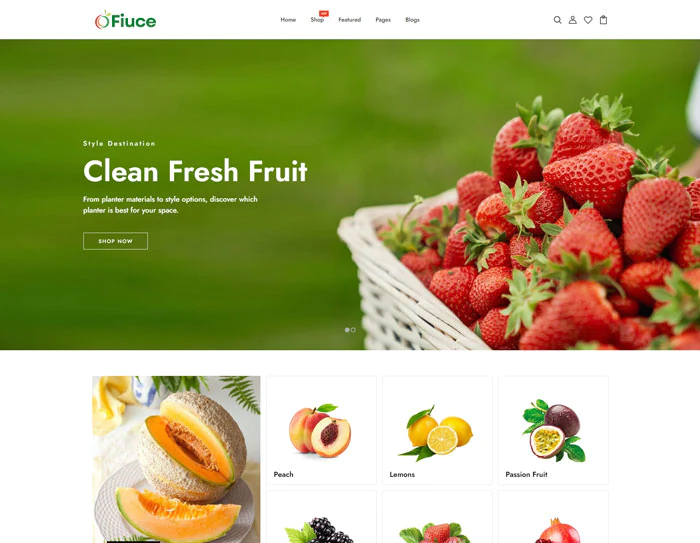 Fiuce
Home
Shop
Featured
Pages
Blogs
Style Destination
Clean Fresh Fruit
From planter materials to style options, discover which
planter is best for your space.
SHOP NOW
Peach
Lemons
Passion Fruit